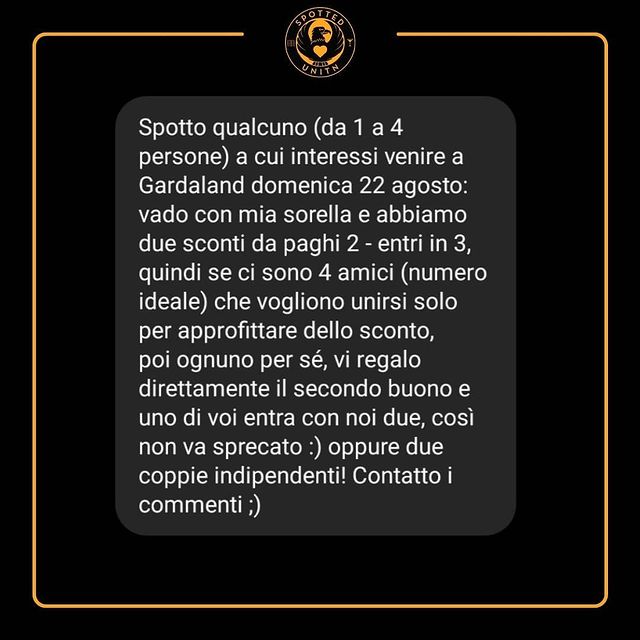 SPOTTED
UNITN
Spotto qualcuno (da 1 a 4
persone) a cui interessi venire a
Gardaland domenica 22 agosto:
vado con mia sorella e abbiamo
due sconti da paghi 2 - entri in 3,
quindi se ci sono 4 amici (numero
ideale) che vogliono unirsi solo
per approfittare dello sconto,
poi ognuno per sé, vi regalo
direttamente il secondo buono e
uno di voi entra con noi due, così
non va sprecato :) oppure due
coppie indipendenti! Contatto i
commenti ;)